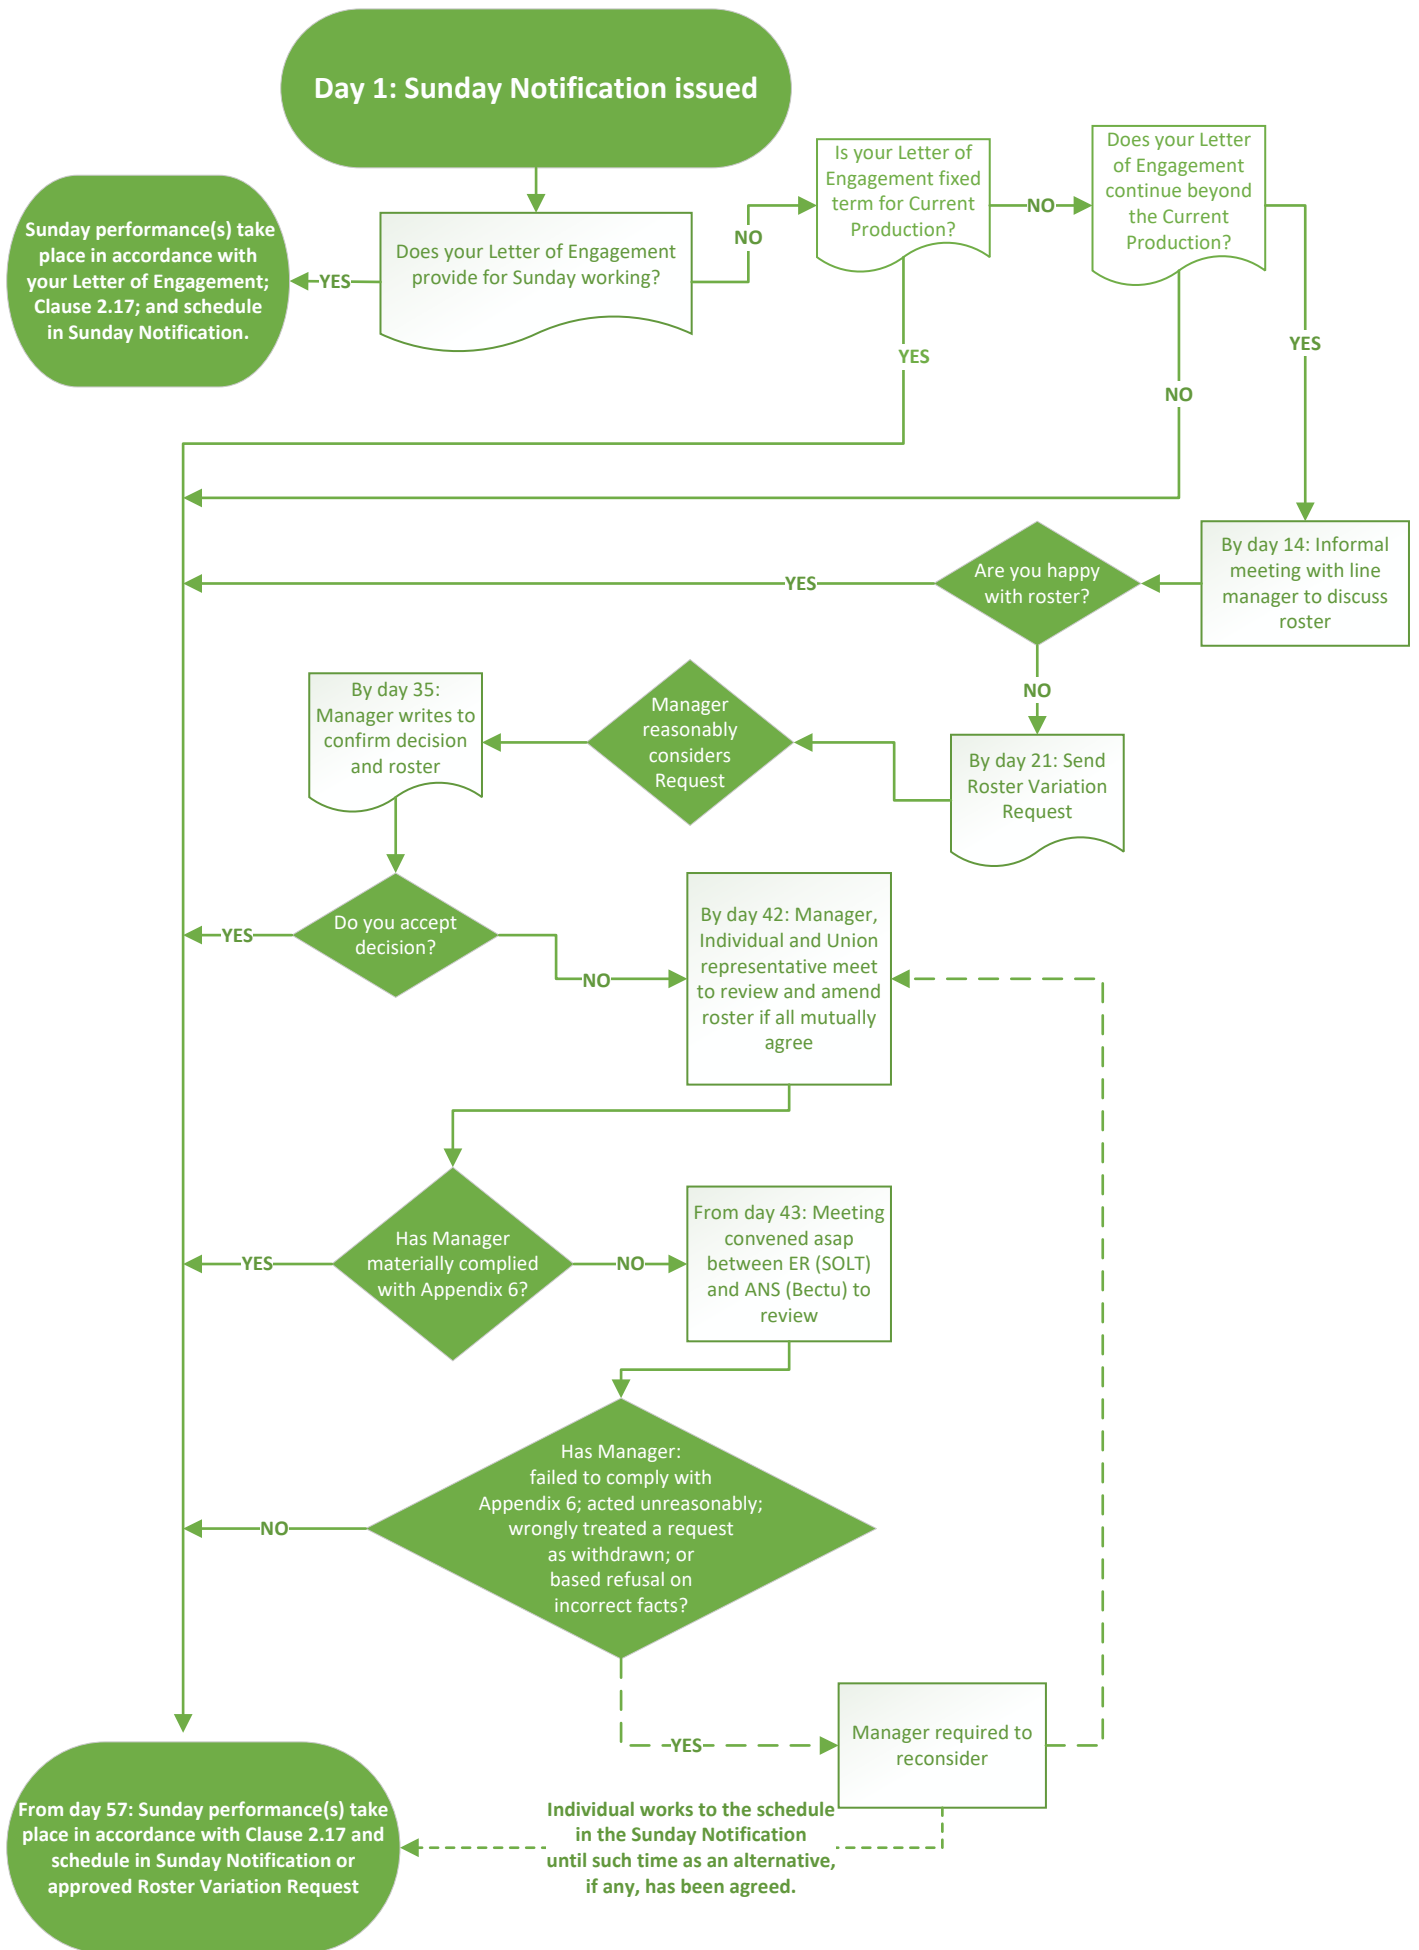 Day 1: Sunday Notification issued
Is your Letter of
Engagement fixed
term for Current
Production?
Does your Letter
of Engagement
continue beyond
the Current
Production?
Sunday performance(s) take
place in accordance with
your Letter of Engagement;
Clause 2.17; and schedule
in Sunday Notification.
YES
Does your Letter of Engagement
provide for Sunday working?
NO
NO
YES
NO
YES
By day 14: Informal
meeting with line
manager to discuss
roster
Are you happy
with roster?
YES
NO
By day 21: Send
Roster Variation
Request
Manager
reasonably
considers
Request
By day 35:
Manager writes to
confirm decision
and roster
Do you accept
decision?
YES
NO
By day 42: Manager,
Individual and Union
representative meet
to review and amend
roster if all mutually
agree
Has Manager
materially complied
with Appendix 6?
YES
NO
From day 43: Meeting
convened asap
between ER (SOLT)
and ANS (Bectu) to
review
Has Manager:
failed to comply with
Appendix 6; acted unreasonably;
wrongly treated a request
as withdrawn; or
based refusal on
incorrect facts?
NO
YES
Manager required to
reconsider
Individual works to the schedule
in the Sunday Notification
until such time as an alternative,
if any, has been agreed.
From day 57: Sunday performance(s) take
place in accordance with Clause 2.17 and
schedule in Sunday Notification or
approved Roster Variation Request